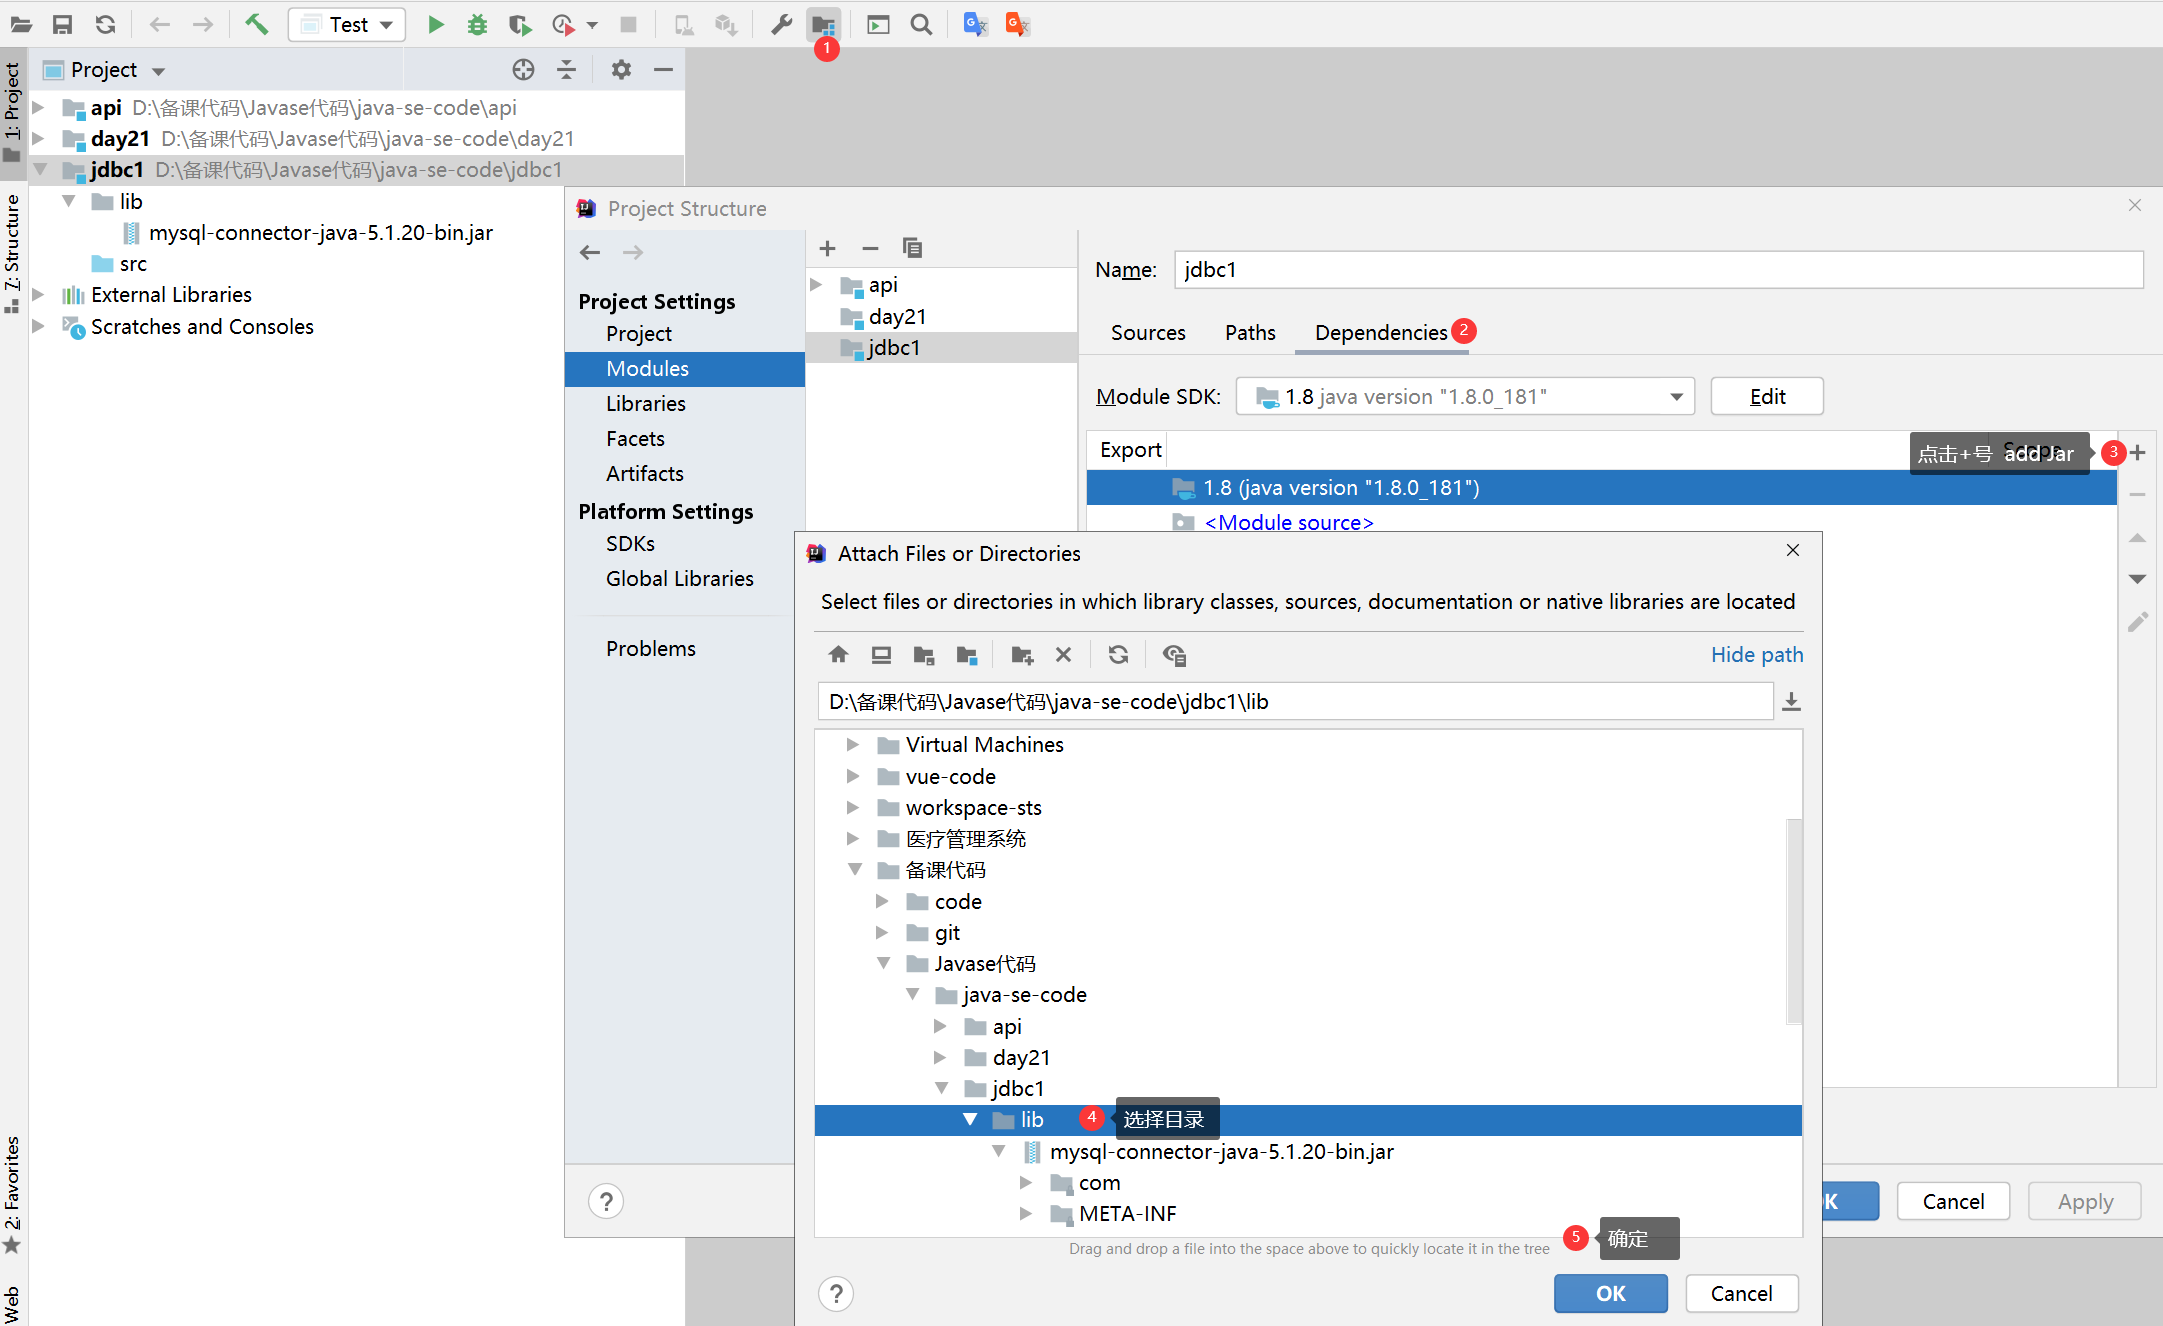 Test
1
1: Project
7: Structure
2: Favorites
Web
Project
api D:\备课代码\Javase代码\java-se-code\api
day21 D:\备课代码\Javase代码\java-se-code\day21
jdbc1 D:\备课代码\Javase代码\java-se-code\jdbc1
lib
mysql-connector-java-5.1.20-bin.jar
src
External Libraries
Scratches and Consoles
Project Structure
Project Settings
Project
Modules
Libraries
Facets
Artifacts
Platform Settings
SDKs
Global Libraries
Problems
api
day21
jdbc1
Name: jdbc1
Sources Paths Dependencies 2
Module SDK: 1.8 java version "1.8.0_181" Edit
Export Scope
点击+号 add Jar 3
1.8 (java version "1.8.0_181")
<Module source>
Attach Files or Directories
Select files or directories in which library classes, sources, documentation or native libraries are located
Hide path
D:\备课代码\Javase代码\java-se-code\jdbc1\lib
Virtual Machines
vue-code
workspace-sts
医疗管理系统
备课代码
code
git
Javase代码
java-se-code
api
day21
jdbc1
lib 4 选择目录
mysql-connector-java-5.1.20-bin.jar
com
META-INF
Drag and drop a file into the space above to quickly locate it in the tree
5 确定
? OK Cancel
? K Cancel Apply